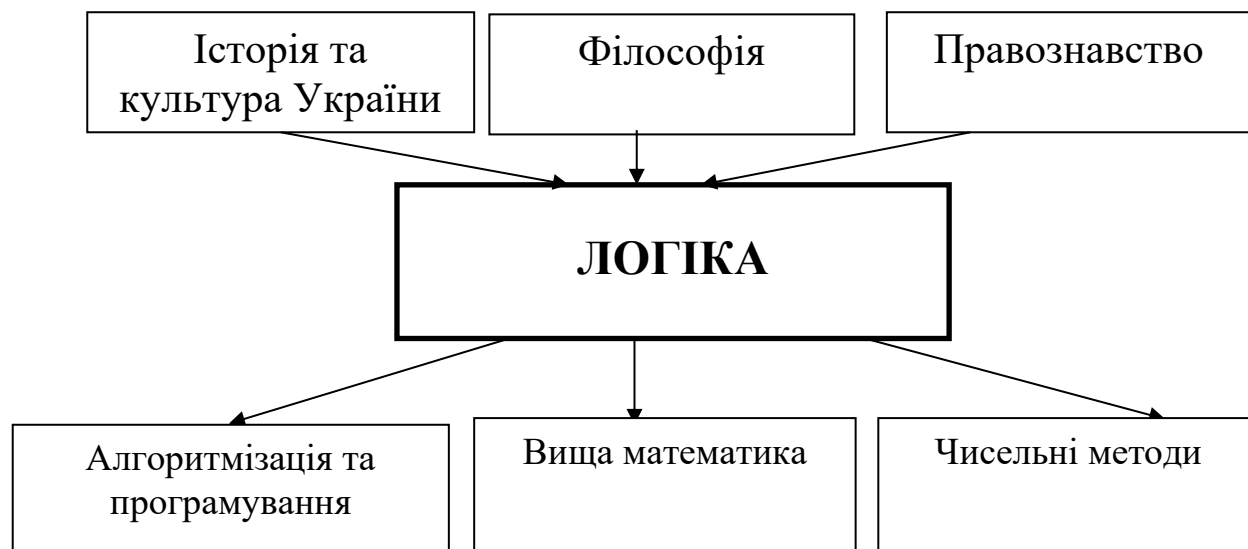 Історія та
культура України
Філософія
Правознавство
ЛОГІКА
Алгоритмізація та
програмування
Вища математика
Чисельні методи